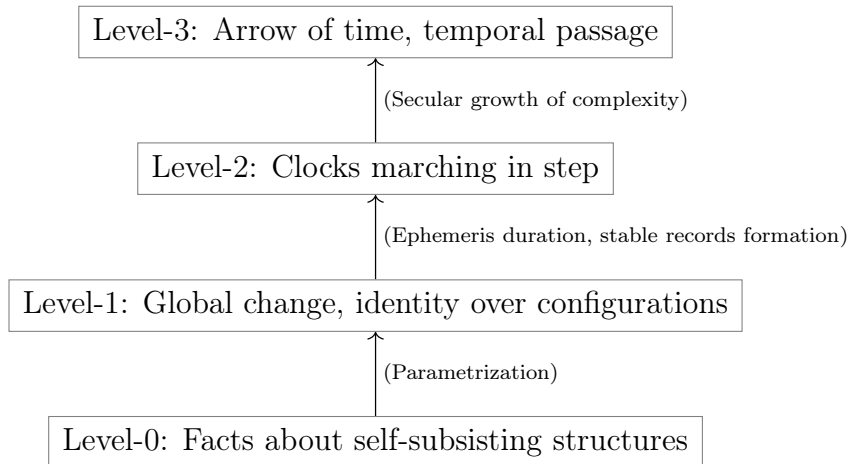 Level-3: Arrow of time, temporal passage
(Secular growth of complexity)
Level-2: Clocks marching in step
(Ephemeris duration, stable records formation)
Level-1: Global change, identity over configurations
(Parametrization)
Level-0: Facts about self-subsisting structures